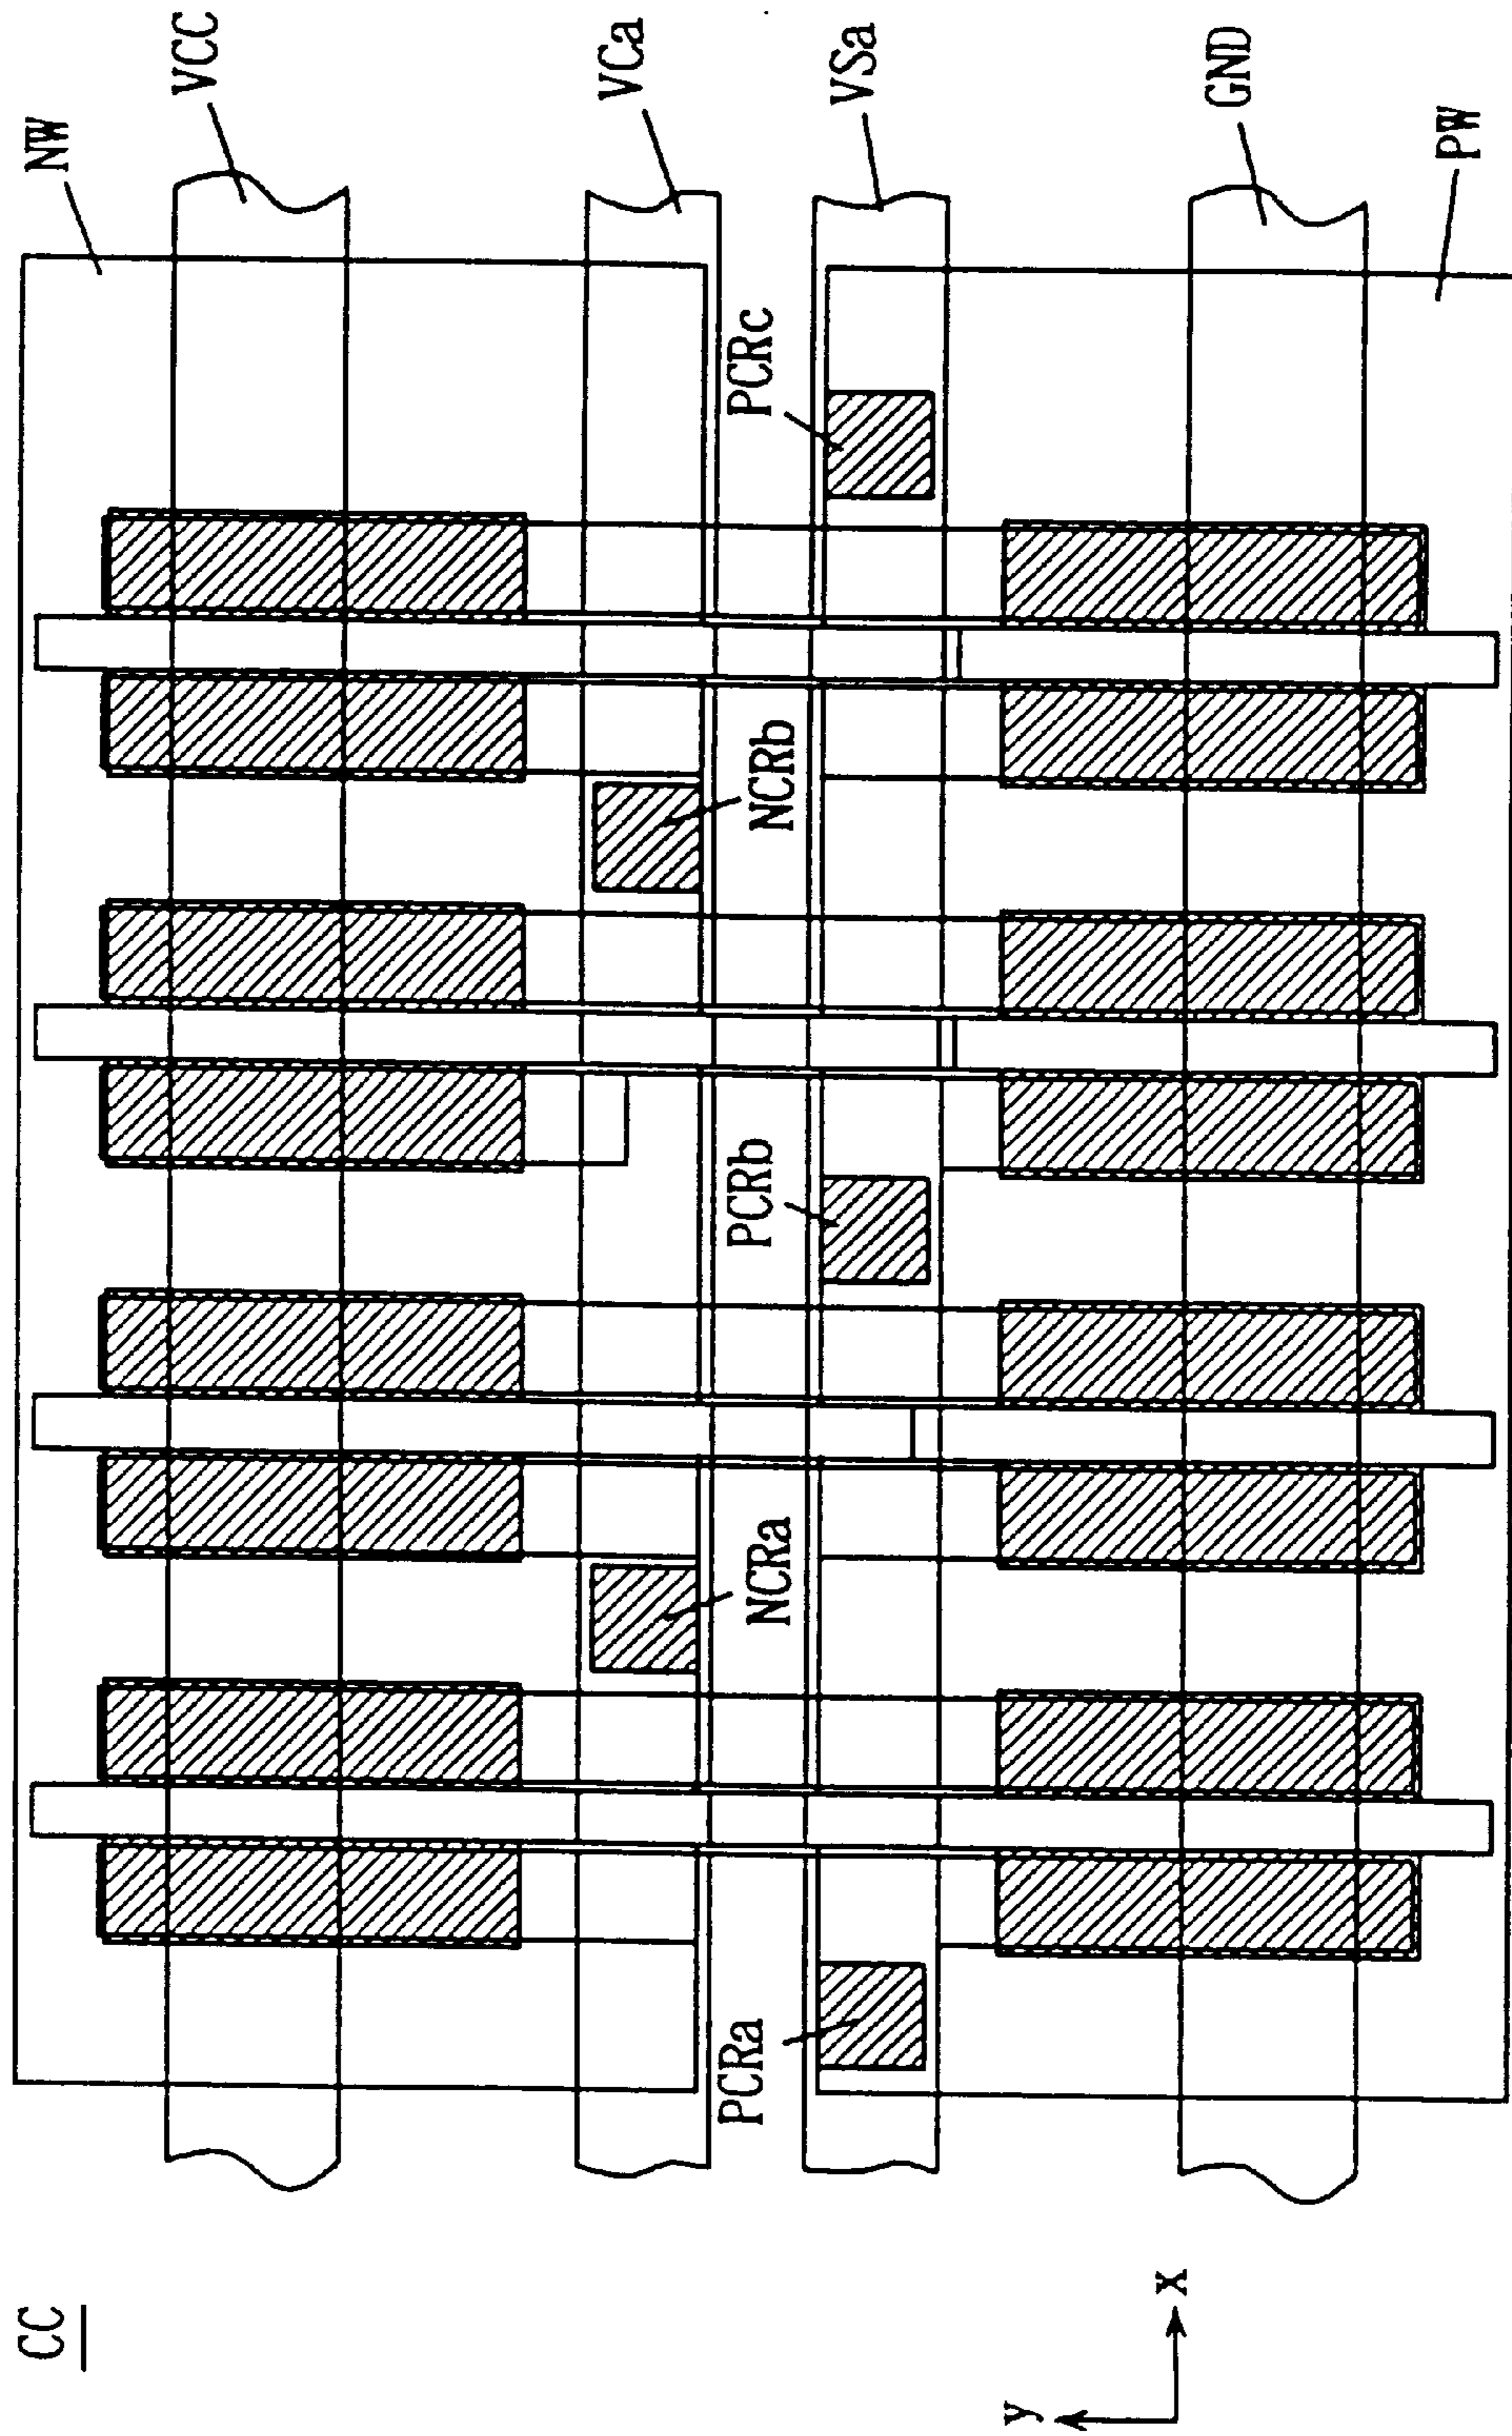 CC
NW
VCC
VCa
VSa
GND
PW
PCRa
NCRa
PCRb
NCRb
PCRc
y
x